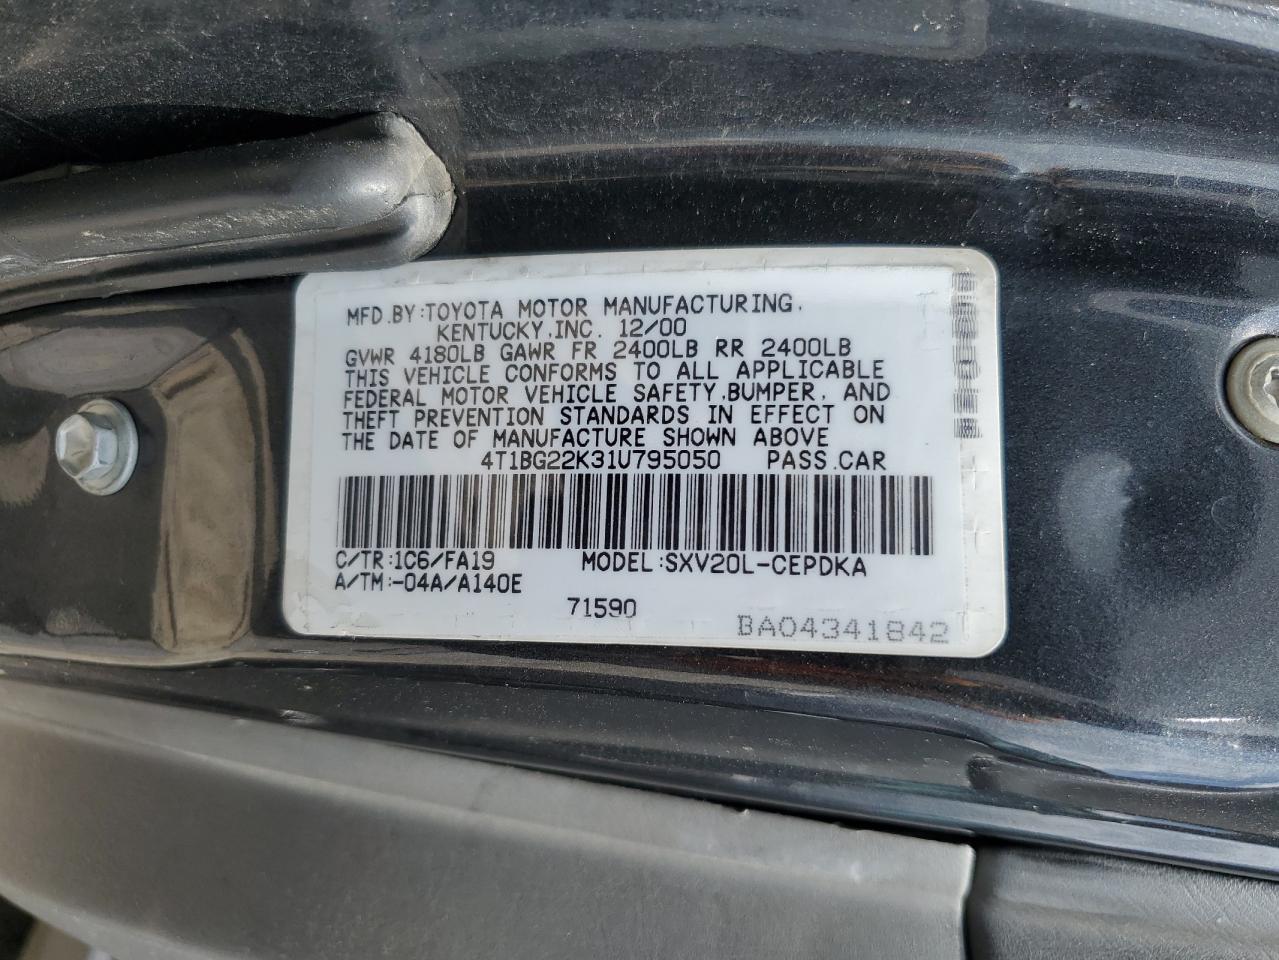 MFD.BY:TOYOTA MOTOR MANUFACTURING,
KENTUCKY,INC. 12/00
GVWR 4180LB GAWR FR 2400LB RR 2400LB
THIS VEHICLE CONFORMS TO ALL APPLICABLE
FEDERAL MOTOR VEHICLE SAFETY,BUMPER, AND
THEFT PREVENTION STANDARDS IN EFFECT ON
THE DATE OF MANUFACTURE SHOWN ABOVE
4T1BG22K31U795050 PASS.CAR
C/TR:1C6/FA19 MODEL:SXV20L-CEPDKA
A/TM:-04A/A140E
71590
BA04341842